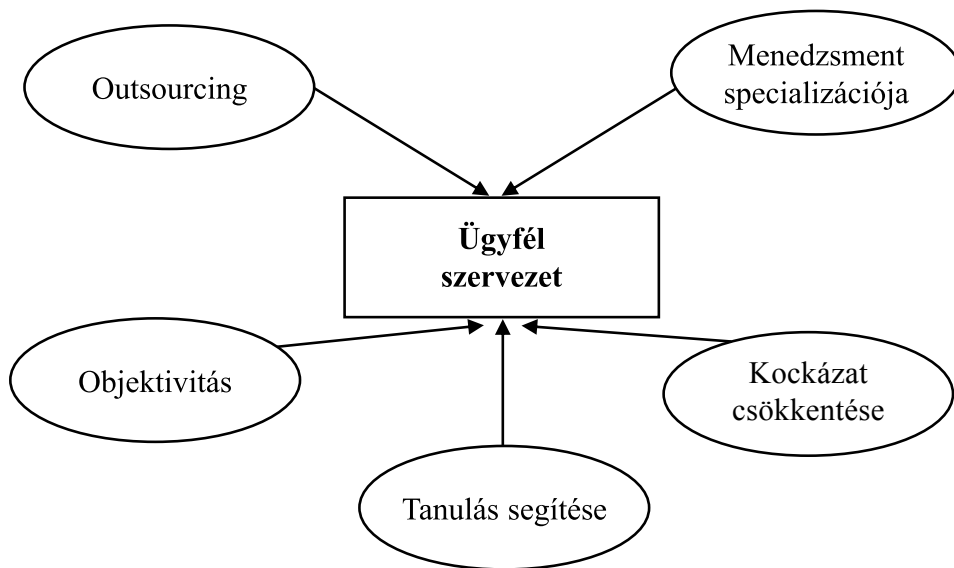 Outsourcing
Menedzsment
specializációja
Ügyfél
szervezet
Objektivitás
Kockázat
csökkentése
Tanulás segítése